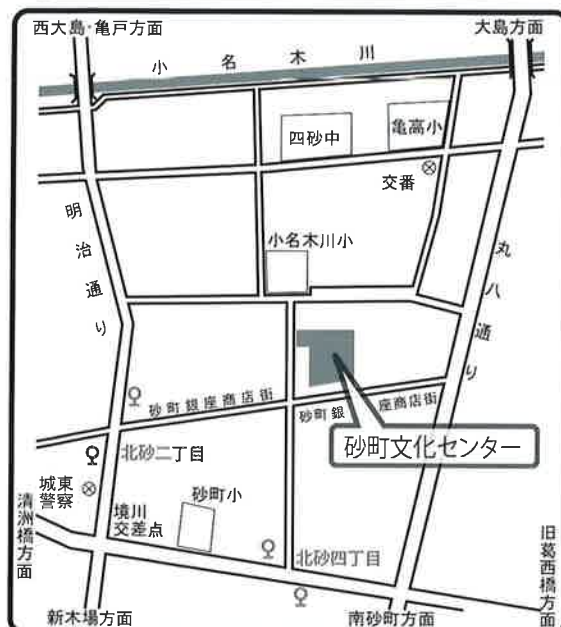 西大島・亀戸方面
大島方面
小名木川
四砂中
亀高小
交番
明治通り
小名木川小
丸八通り
砂町銀座商店街
砂町銀座商店街
砂町文化センター
北砂二丁目
城東
警察
砂町小
境川
交差点
清洲橋方面
北砂四丁目
旧葛西橋方面
新木場方面
南砂町方面